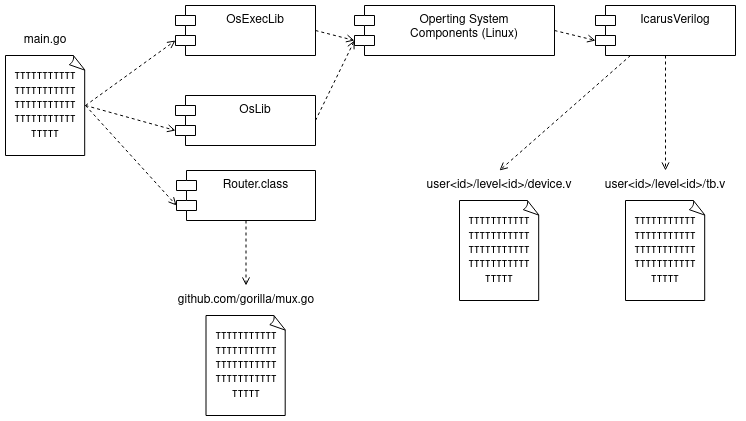 OsExecLib
Operting System
Components (Linux)
IcarusVerilog
main.go
TTTTTTTTTTT
TTTTTTTTTTT
TTTTTTTTTTT
TTTTTTTTTTT
TTTTT
OsLib
Router.class
user<id>/level<id>/device.v
user<id>/level<id>/tb.v
TTTTTTTTTTT
TTTTTTTTTTT
TTTTTTTTTTT
TTTTTTTTTTT
TTTTT
TTTTTTTTTTT
TTTTTTTTTTT
TTTTTTTTTTT
TTTTTTTTTTT
TTTTT
github.com/gorilla/mux.go
TTTTTTTTTTT
TTTTTTTTTTT
TTTTTTTTTTT
TTTTTTTTTTT
TTTTT